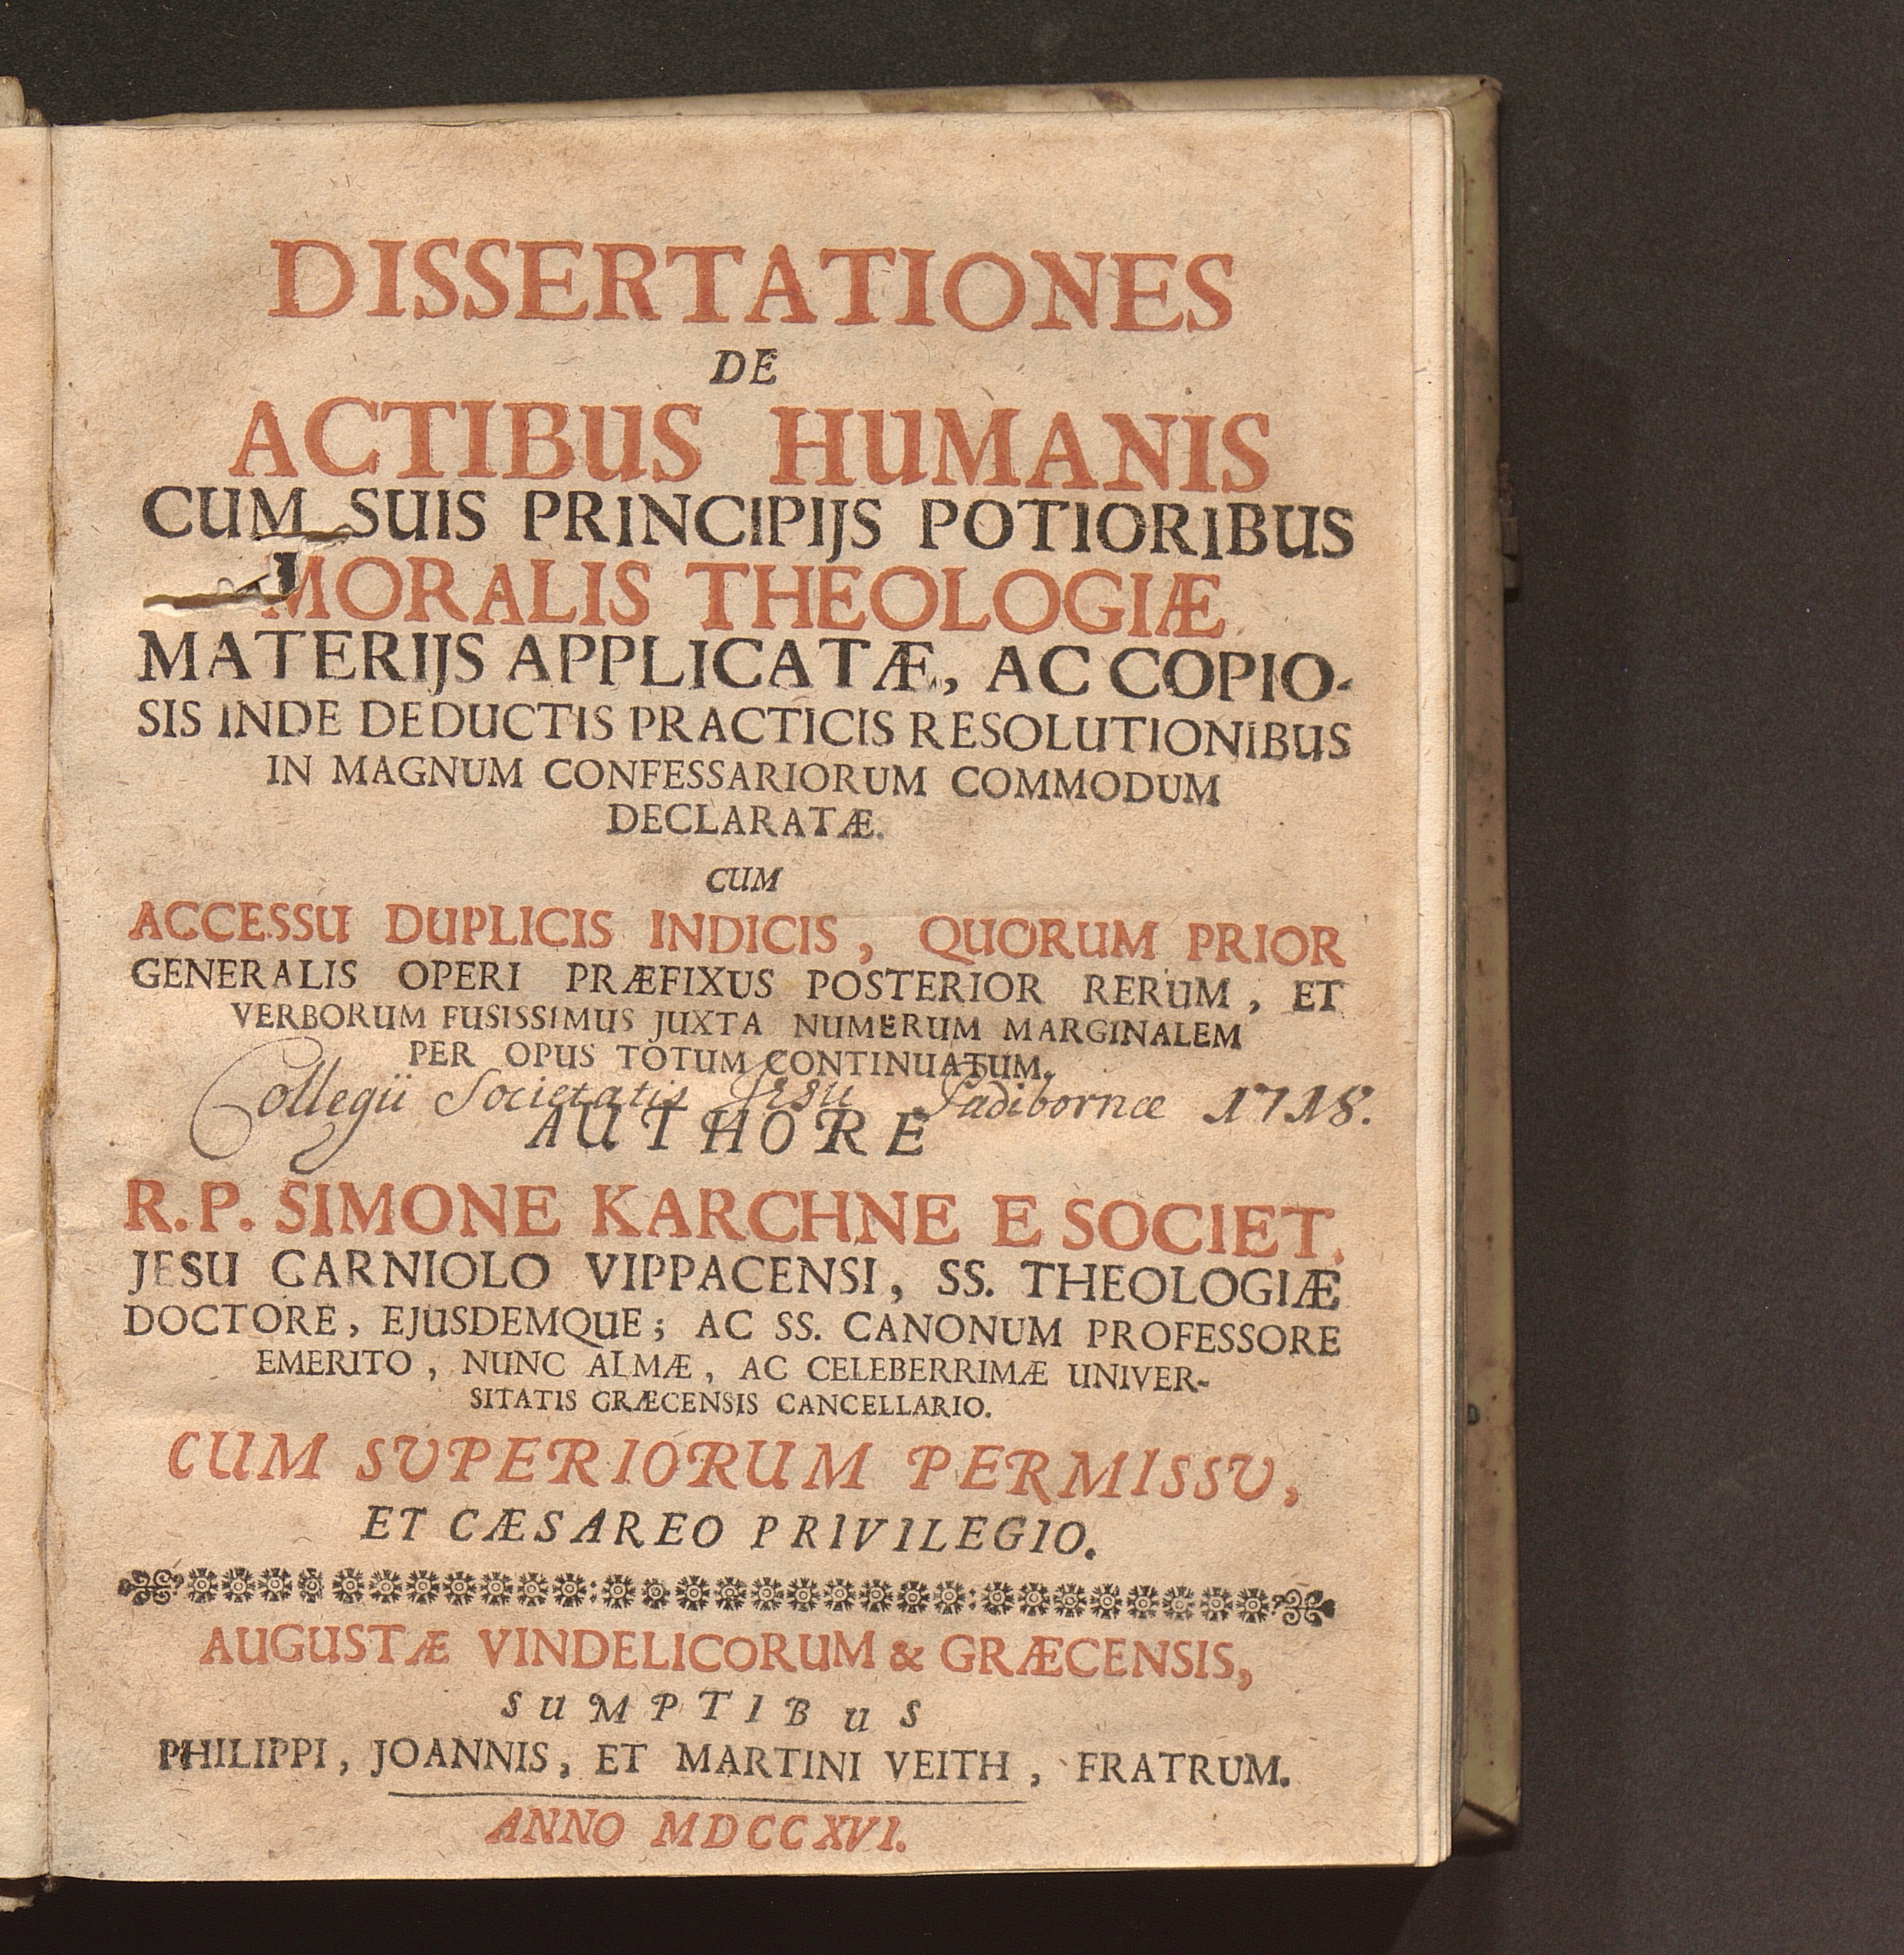 DISSERTATIONES
DE
ACTIBUS HUMANIS
CUM SUIS PRINCIPIJS POTIORIBUS
MORALIS THEOLOGIÆ
MATERIJS APPLICATÆ, AC COPIO-
SIS INDE DEDUCTIS PRACTICIS RESOLUTIONIBUS
IN MAGNUM CONFESSARIORUM COMMODUM
DECLARATÆ.
CUM
ACCESSU DUPLICIS INDICIS, QUORUM PRIOR
GENERALIS OPERI PRÆFIXUS POSTERIOR RERUM, ET
VERBORUM FUSISSIMUS JUXTA NUMERUM MARGINALEM
PER OPUS TOTUM CONTINUATUM.
Collegii Societatis Jesu Padibornæ 1718.
AUTHORE
R.P. SIMONE KARCHNE E SOCIET.
JESU CARNIOLO VIPPACENSI, SS. THEOLOGIÆ
DOCTORE, EJUSDEMQUE; AC SS. CANONUM PROFESSORE
EMERITO, NUNC ALMÆ, AC CELEBERRIMÆ UNIVER-
SITATIS GRÆCENSIS CANCELLARIO.
CUM SUPERIORUM PERMISSU,
ET CÆSAREO PRIVILEGIO.
AUGUSTÆ VINDELICORUM & GRÆCENSIS,
SUMPTIBUS
PHILIPPI, JOANNIS, ET MARTINI VEITH, FRATRUM.
ANNO MDCCXVI.